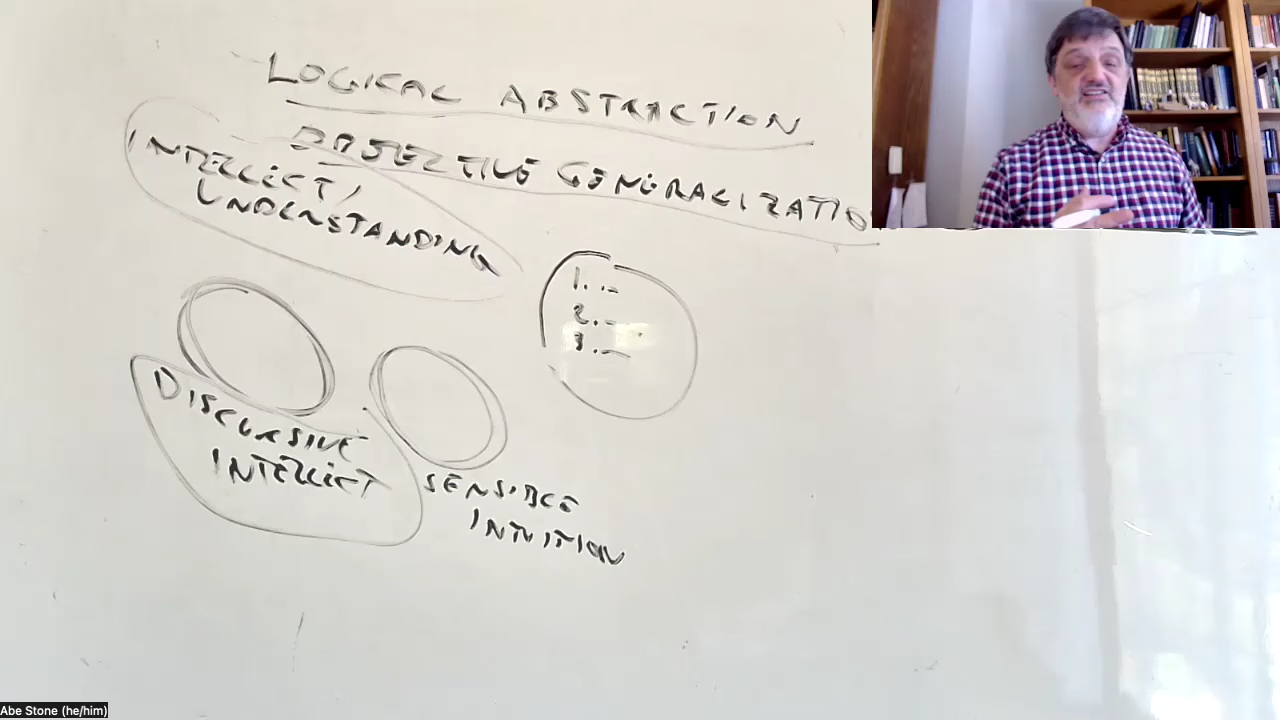 LOGICAL ABSTRACTION
OBJECTIVE GENERALIZATIO
INTELLECT/
UNDERSTANDING
1. --
2. --
3. --
DISCURSIVE
INTELLECT
SENSIBLE
INTUITION
Abe Stone (he/him)